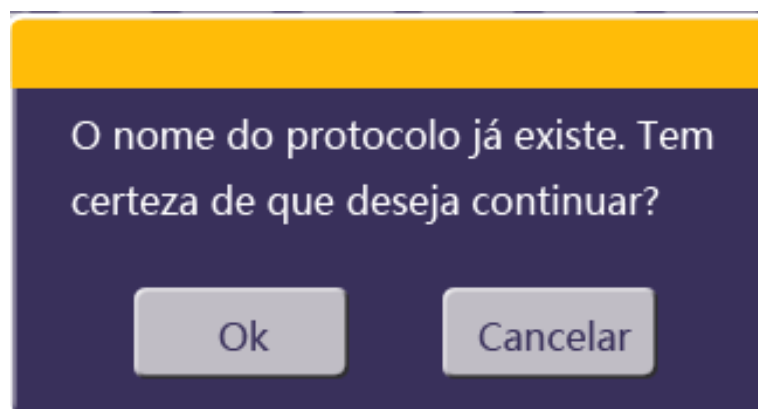 O nome do protocolo já existe. Tem
certeza de que deseja continuar?
Ok
Cancelar